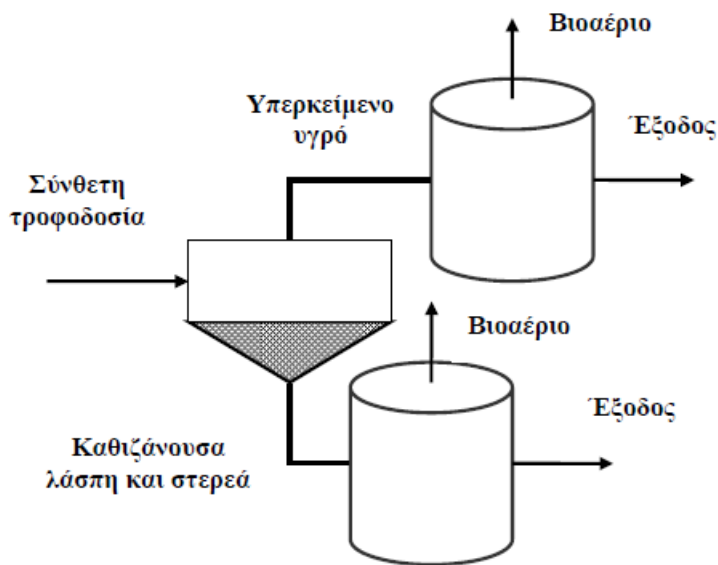 Βιοαέριο
Υπερκείμενο
υγρό
Έξοδος
Σύνθετη
τροφοδοσία
Βιοαέριο
Έξοδος
Καθιζάνουσα
λάσπη και στερεά